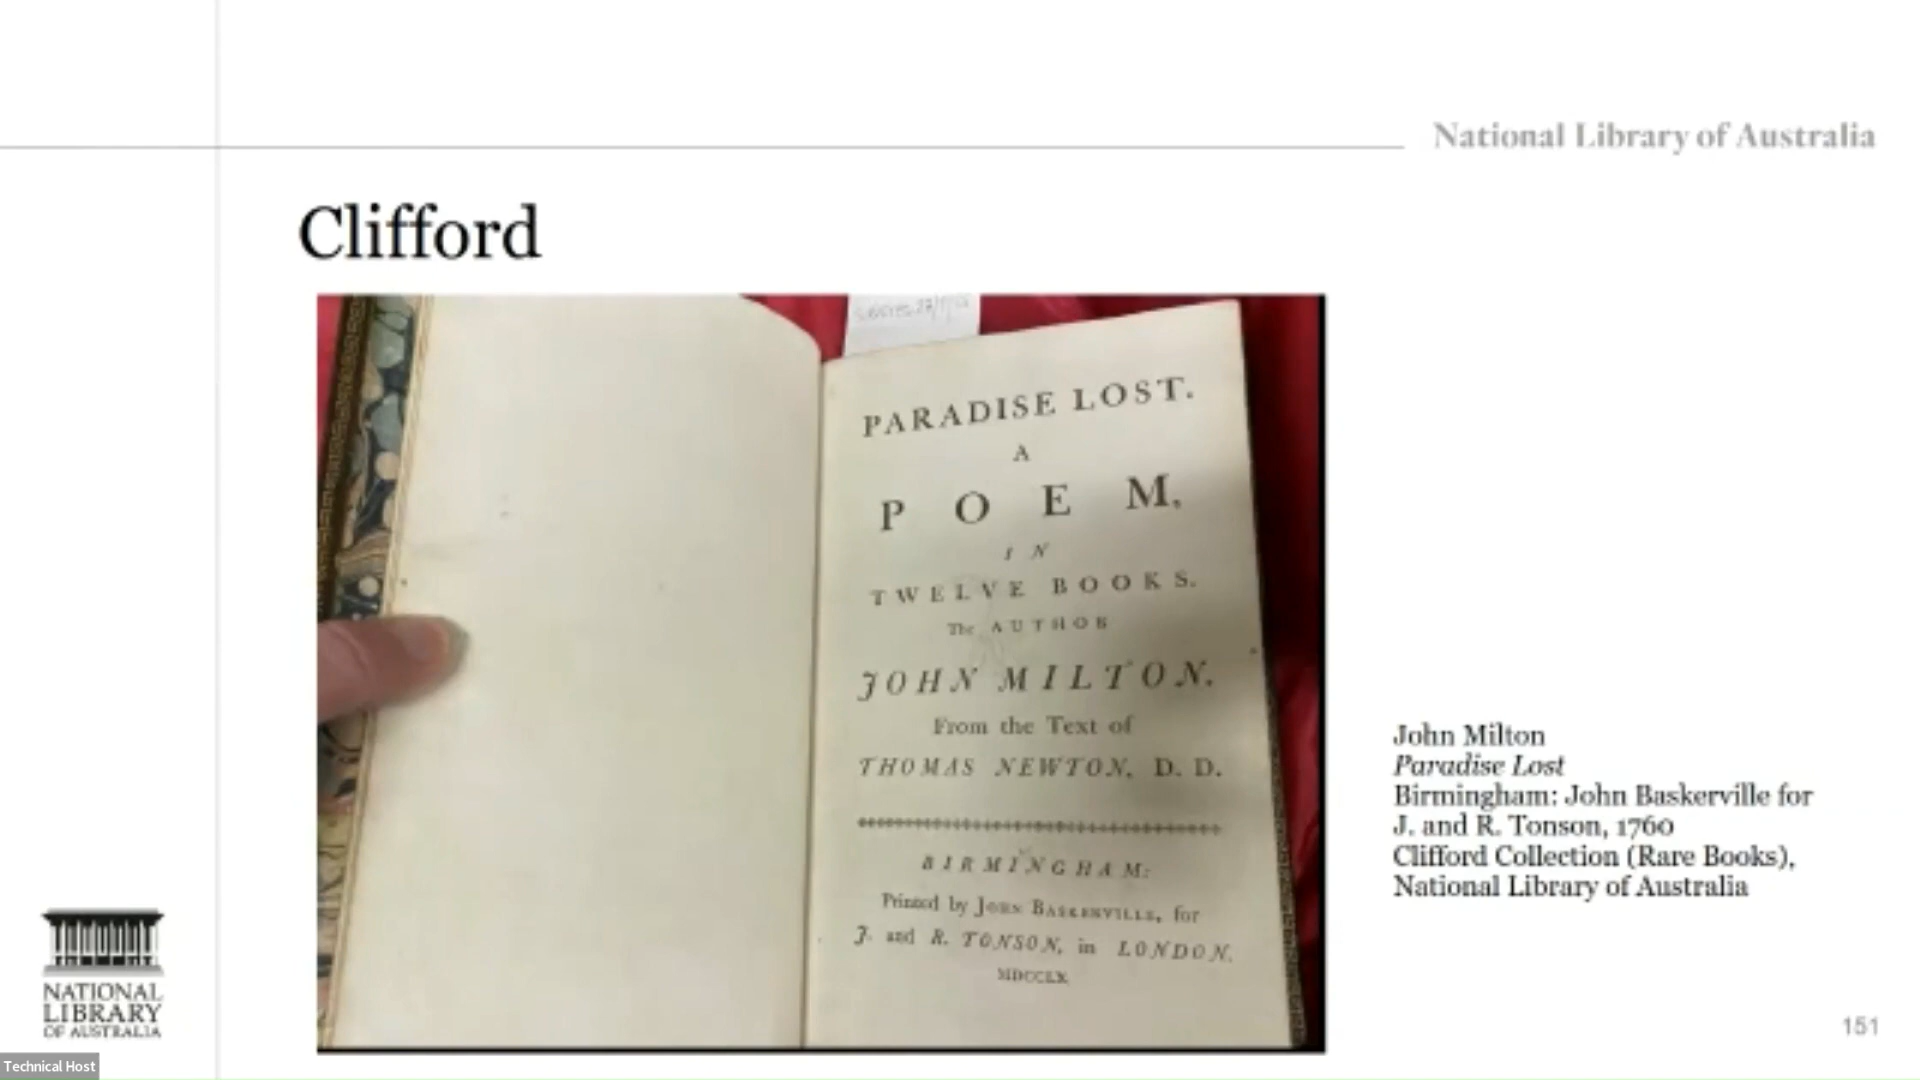 National Library of Australia
Clifford
PARADISE LOST.
A
POEM,
IN
TWELVE BOOKS.
The AUTHOR
JOHN MILTON.
From the Text of
THOMAS NEWTON, D. D.
BIRMINGHAM:
Printed by JOHN BASKERVILLE, for
J. and R. TONSON, in LONDON.
MDCCLX
John Milton
Paradise Lost
Birmingham: John Baskerville for
J. and R. Tonson, 1760
Clifford Collection (Rare Books),
National Library of Australia
NATIONAL
LIBRARY
OF AUSTRALIA
151
Technical Host